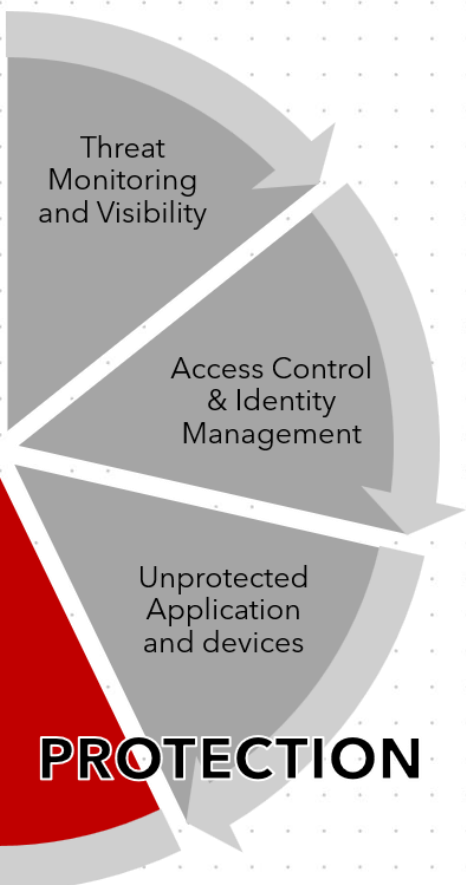 Threat
Monitoring
and Visibility
Access Control
& Identity
Management
Unprotected
Application
and devices
PROTECTION